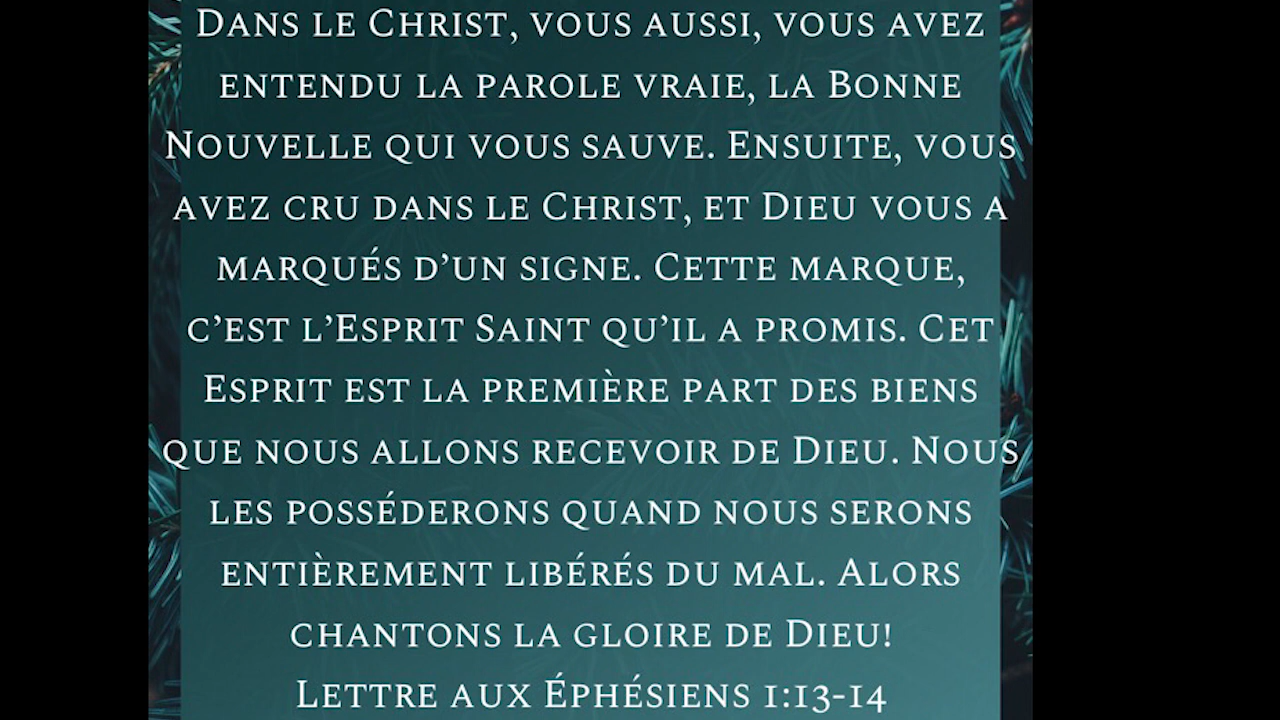 Dans le Christ, vous aussi, vous avez
entendu la parole vraie, la Bonne
Nouvelle qui vous sauve. Ensuite, vous
avez cru dans le Christ, et Dieu vous a
marqués d’un signe. Cette marque,
c’est l’Esprit Saint qu’il a promis. Cet
Esprit est la première part des biens
que nous allons recevoir de Dieu. Nous
les posséderons quand nous serons
entièrement libérés du mal. Alors
chantons la gloire de Dieu!
Lettre aux Éphésiens 1:13-14